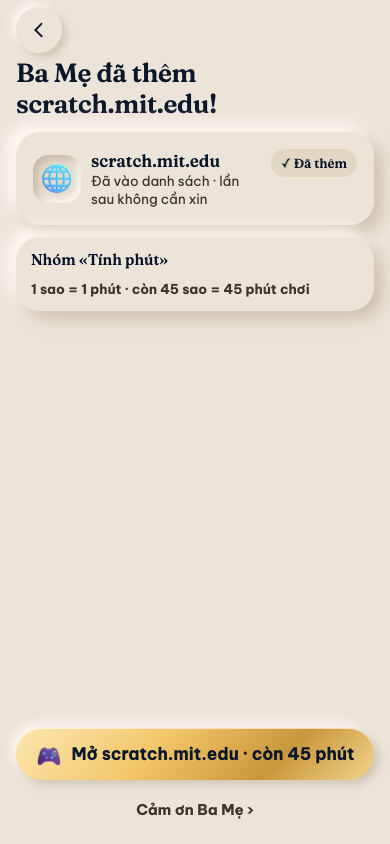 Ba Mẹ đã thêm
scratch.mit.edu!
scratch.mit.edu
✓ Đã thêm
Đã vào danh sách · lần
sau không cần xin
Nhóm «Tính phút»
1 sao = 1 phút · còn 45 sao = 45 phút chơi
Mở scratch.mit.edu · còn 45 phút
Cảm ơn Ba Mẹ ›